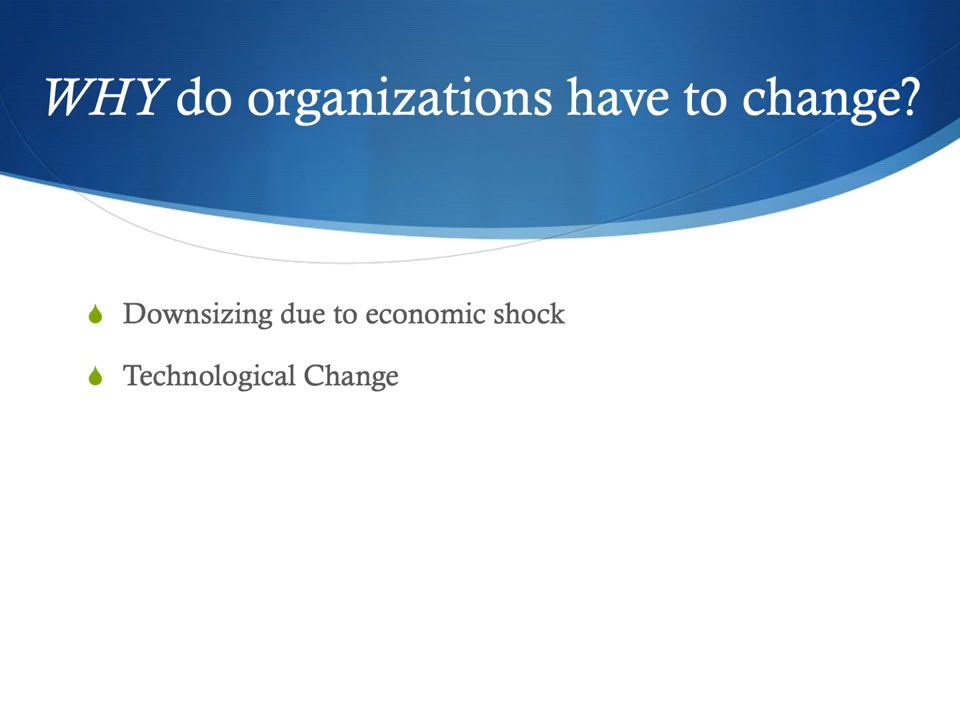 WHY do organizations have to change?
Downsizing due to economic shock
Technological Change